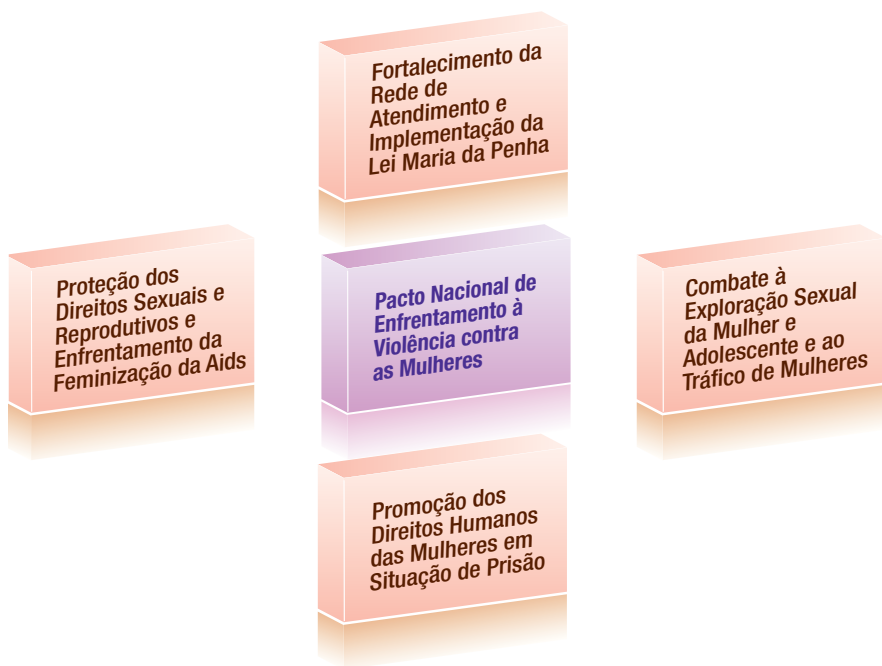 Fortalecimento da
Rede de
Atendimento e
Implementação da
Lei Maria da Penha
Proteção dos
Direitos Sexuais e
Reprodutivos e
Enfrentamento da
Feminização da Aids
Pacto Nacional de
Enfrentamento à
Violência contra
as Mulheres
Combate à
Exploração Sexual
da Mulher e
Adolescente e ao
Tráfico de Mulheres
Promoção dos
Direitos Humanos
das Mulheres em
Situação de Prisão